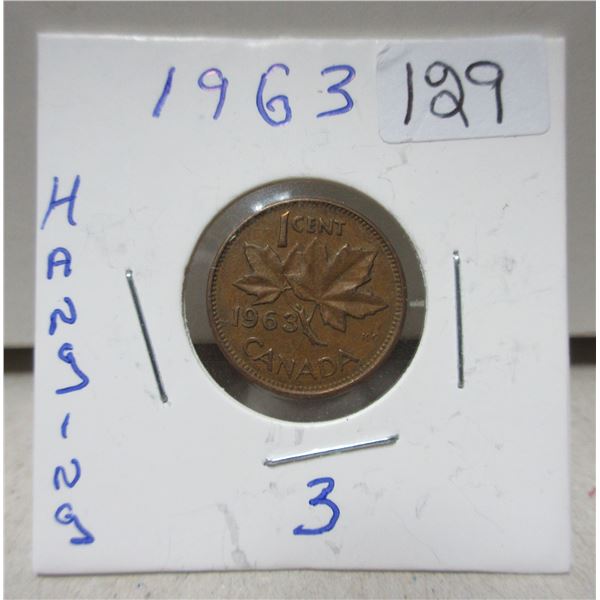 1963
129
HANGING
1 CENT
1963
CANADA
3